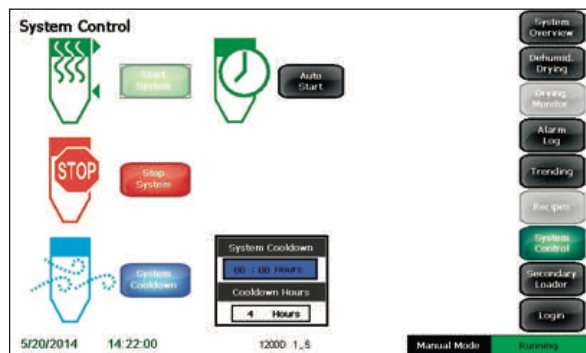 System Control
Start
System
Auto
Start
STOP
Stop
System
System
Cooldown
System Cooldown
00 : 00 Hours
Cooldown Hours
4 Hours
System
Overview
Dehumid.
Drying
Drying
Monitor
Alarm
Log
Trending
Recipes
System
Control
Secondary
Loader
Login
5/20/2014 14:22:00 1200D 1_5 Manual Mode Running